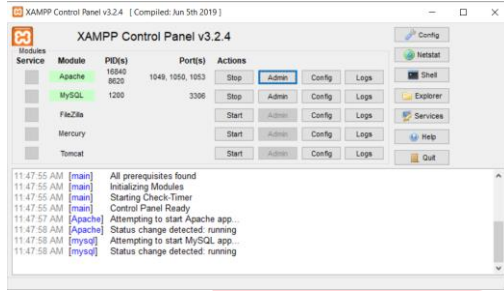 XAMPP Control Panel v3.2.4 [ Compiled: Jun 5th 2019 ]
XAMPP Control Panel v3.2.4
Config
Modules
Service Module PID(s) Port(s) Actions
Netstat
Apache 16840 8620 1049, 1050, 1053 Stop Admin Config Logs
Shell
MySQL 1200 3306 Stop Admin Config Logs
Explorer
FileZilla Start Admin Config Logs
Services
Mercury Start Admin Config Logs
Help
Tomcat Start Admin Config Logs
Quit
11:47:55 AM [main] All prerequisites found
11:47:55 AM [main] Initializing Modules
11:47:55 AM [main] Starting Check-Timer
11:47:55 AM [main] Control Panel Ready
11:47:57 AM [Apache] Attempting to start Apache app...
11:47:58 AM [Apache] Status change detected: running
11:47:58 AM [mysql] Attempting to start MySQL app...
11:47:58 AM [mysql] Status change detected: running